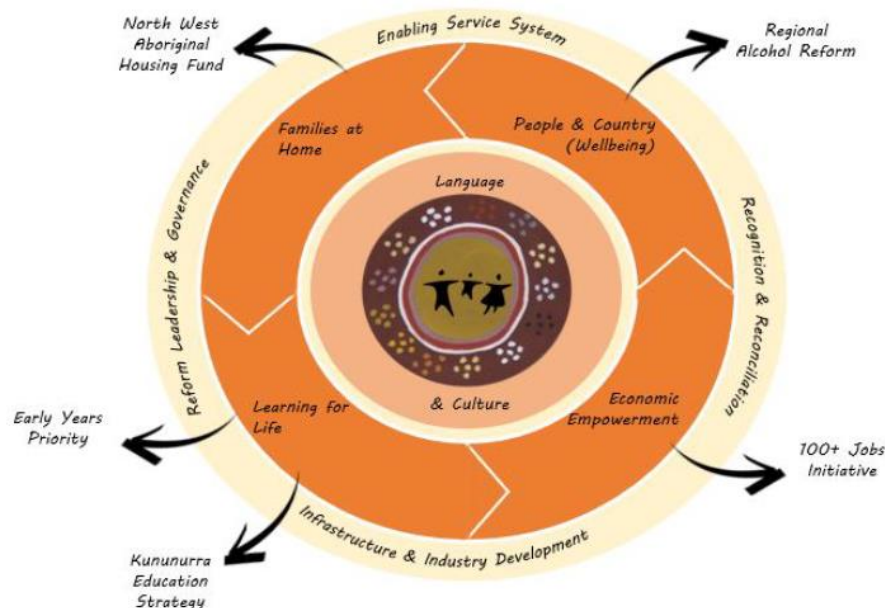 North West
Aboriginal
Housing Fund
Enabling Service System
Regional
Alcohol Reform
Families at
Home
People & Country
(Wellbeing)
Language
Reform Leadership & Governance
Recognition & Reconciliation
& Culture
Learning for
Life
Economic
Empowerment
Early Years
Priority
100+ Jobs
Initiative
Infrastructure & Industry Development
Kununurra
Education
Strategy